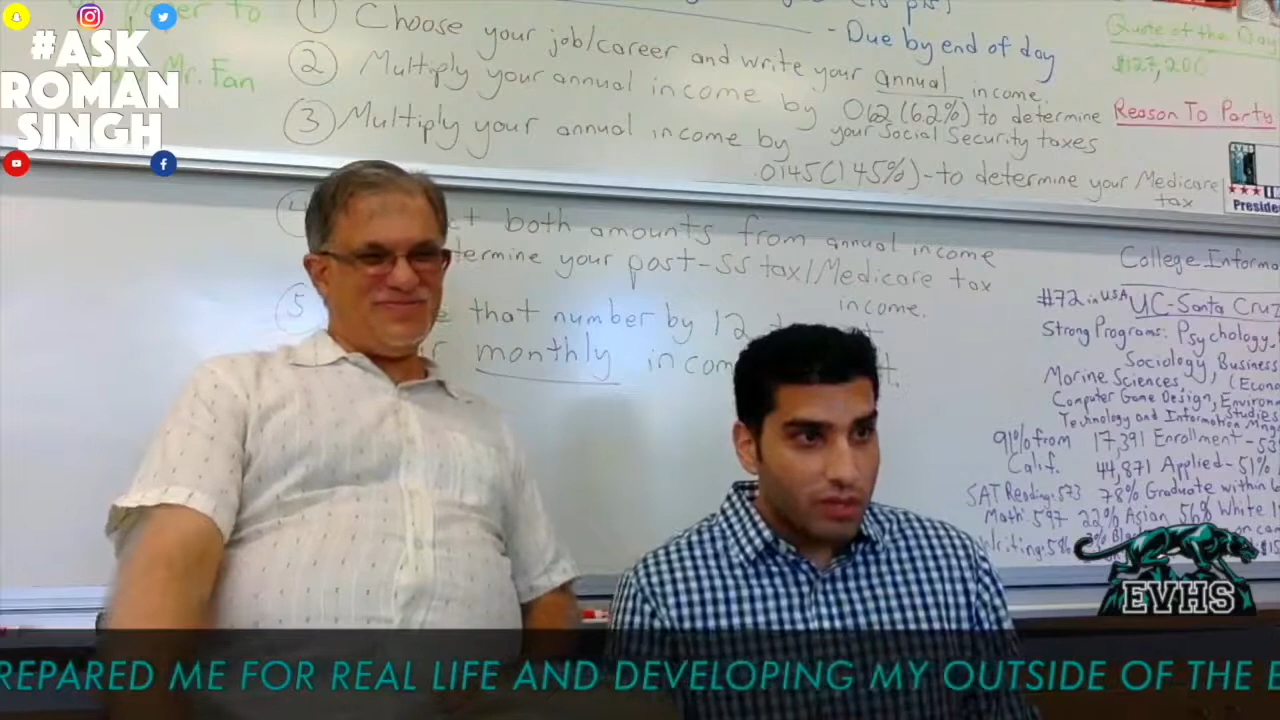 #ASK
ROMAN
SINGH
Mr. Fan
① Choose your job/career and write your annual income.
- Due by end of day
② Multiply your annual income by .062 (6.2%) to determine
your Social Security taxes
③ Multiply your annual income by
.0145 (1.45%) - to determine your Medicare
tax
both amounts from annual income
your post-SS tax/Medicare tax
income.
5
that number by 12
monthly
Quote of the Day
$127,200
Reason To Party
EVHS
College
#72 in USA UC-Santa Cruz
Strong Programs: Psychology,
Sociology, Business
Marine Sciences,
Computer Game Design,
Technology and Information
Studies
91% from 17,391 Enrollment -
Calif. 44,871 Applied - 51%
SAT Reading: 573 78% Graduate within
Math 597 22% Asian 56% White
EVHS
ME FOR REAL LIFE AND DEVELOPING MY OUTSIDE OF THE